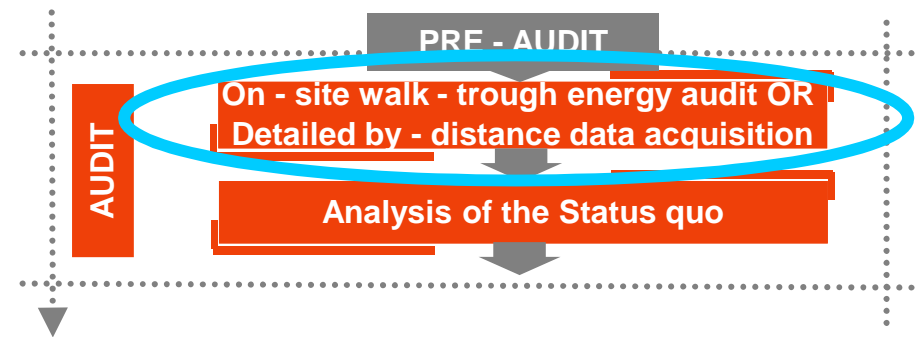 PRE - AUDIT
On - site walk - trough energy audit OR
Detailed by - distance data acquisition
AUDIT
Analysis of the Status quo